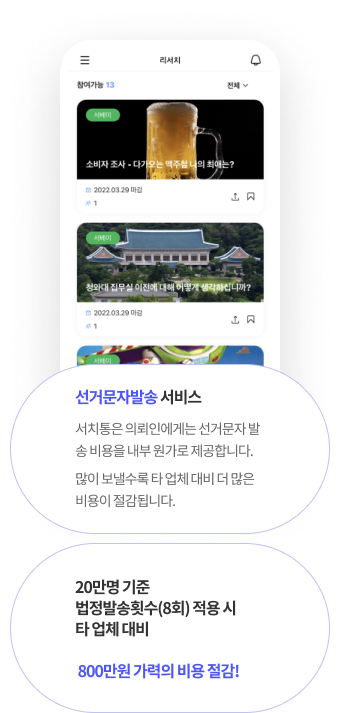 리서치
참여가능 13
전체
서베이
소비자 조사 - 다가오는 맥주철 나의 최애는?
2022.03.29 마감
1
서베이
청와대 집무실 이전에 대해 어떻게 생각하십니까?
2022.03.29 마감
1
서베이
선거문자발송 서비스
서치통은 의뢰인에게는 선거문자 발
송 비용을 내부 원가로 제공합니다.
많이 보낼수록 타 업체 대비 더 많은
비용이 절감됩니다.
20만명 기준
법정발송횟수(8회) 적용 시
타 업체 대비
800만원 가력의 비용 절감!